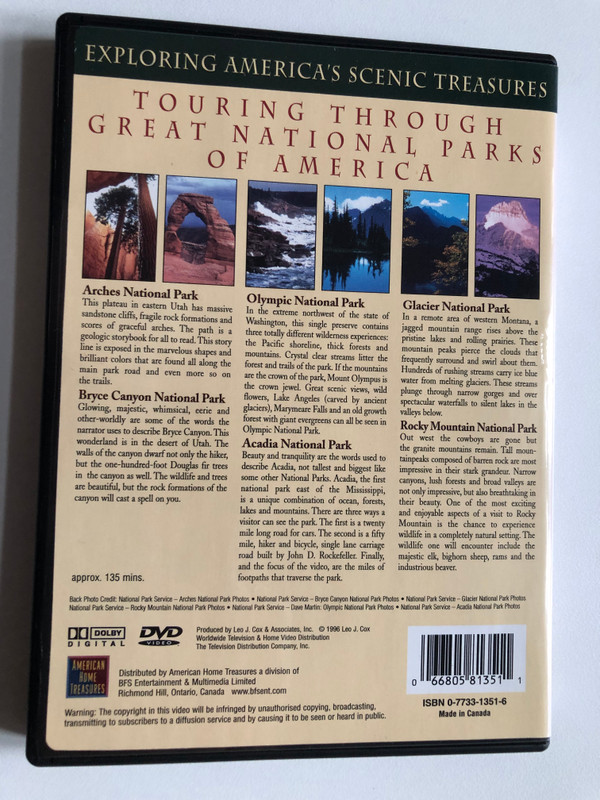 EXPLORING AMERICA'S SCENIC TREASURES
TOURING THROUGH
GREAT NATIONAL PARKS
OF AMERICA
Arches National Park
This plateau in eastern Utah has massive
sandstone cliffs, fragile rock formations and
scores of graceful arches. The path is a
geologic storybook for all to read. This story
line is exposed in the marvelous shapes and
brilliant colors that are found all along the
main park road and even more so on
the trails.
Bryce Canyon National Park
Glowing, majestic, whimsical, eerie and
other-worldly are some of the words the
narrator uses to describe Bryce Canyon. This
wonderland is in the desert of Utah. The
walls of the canyon dwarf not only the hiker,
but the one-hundred-foot Douglas fir trees
in the canyon as well. The wildlife and trees
are beautiful, but the rock formations of the
canyon will cast a spell on you.
approx. 135 mins.
Olympic National Park
In the extreme northwest of the state of
Washington, this single preserve contains
three totally different wilderness experiences:
the Pacific shoreline, thick forests and
mountains. Crystal clear streams litter the
forest and trails of the park. If the mountains
are the crown of the park, Mount Olympus is
the crown jewel. Great scenic views, wild
flowers, Lake Angeles (carved by ancient
glaciers), Marymeare Falls and an old growth
forest with giant evergreens can all be seen in
Olympic National Park.
Acadia National Park
Beauty and tranquility are the words used to
describe Acadia, not tallest and biggest like
some other National Parks. Acadia, the first
national park east of the Mississippi,
is a unique combination of ocean, forests,
lakes and mountains. There are three ways a
visitor can see the park. The first is a twenty
mile long road for cars. The second is a fifty
mile, hiker and bicycle, single lane carriage
road built by John D. Rockefeller. Finally,
and the focus of the video, are the miles of
footpaths that traverse the park.
Glacier National Park
In a remote area of western Montana, a
jagged mountain range rises above the
pristine lakes and rolling prairies. These
mountain peaks pierce the clouds that
frequently surround and swirl about them.
Hundreds of rushing streams carry ice blue
water from melting glaciers. These streams
plunge through narrow gorges and over
spectacular waterfalls to silent lakes in the
valleys below.
Rocky Mountain National Park
Out west the cowboys are gone but
the granite mountains remain. Tall moun-
tainpeaks composed of barren rock are most
impressive in their stark grandeur. Narrow
canyons, lush forests and broad valleys are
not only impressive, but also breathtaking in
their beauty. One of the most exciting
and enjoyable aspects of a visit to Rocky
Mountain is the chance to experience
wildlife in a completely natural setting. The
wildlife one will encounter include the
majestic elk, bighorn sheep, rams and the
industrious beaver.
Back Photo Credit: National Park Service – Arches National Park Photos • National Park Service – Bryce Canyon National Park Photos • National Park Service – Glacier National Park Photos
National Park Service – Rocky Mountain National Park Photos • National Park Service – Dave Martin: Olympic National Park Photos • National Park Service – Acadia National Park Photos
DOLBY
DIGITAL
DVD
VIDEO
Produced by Leo J. Cox & Associates, Inc. © 1996 Leo J. Cox
Worldwide Television & Home Video Distribution
The Television Distribution Company, Inc.
AMERICAN
HOME
TREASURES
Distributed by American Home Treasures a division of
BFS Entertainment & Multimedia Limited
Richmond Hill, Ontario, Canada www.bfsent.com
Warning: The copyright in this video will be infringed by unauthorised copying, broadcasting,
transmitting to subscribers to a diffusion service and by causing it to be seen or heard in public.
0 66805 81351 1
ISBN 0-7733-1351-6
Made in Canada